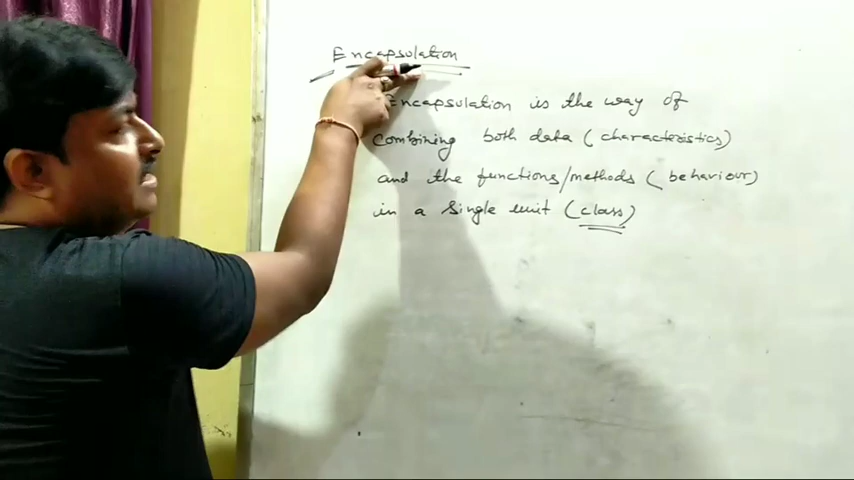 Encapsulation
Encapsulation is the way of
combining both data (characteristics)
and the functions/methods (behaviour)
in a single unit (class)